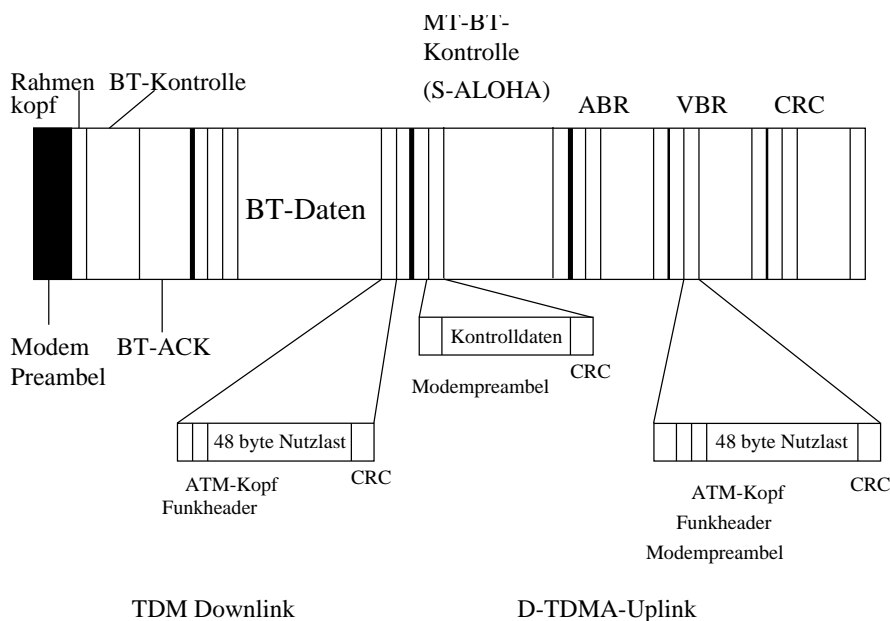 MT-BT-
Kontrolle
(S-ALOHA)
Rahmen
kopf
BT-Kontrolle
ABR
VBR
CRC
BT-Daten
Modem
Preambel
BT-ACK
Kontrolldaten
Modempreambel
CRC
48 byte Nutzlast
CRC
ATM-Kopf
Funkheader
48 byte Nutzlast
CRC
ATM-Kopf
Funkheader
Modempreambel
TDM Downlink
D-TDMA-Uplink